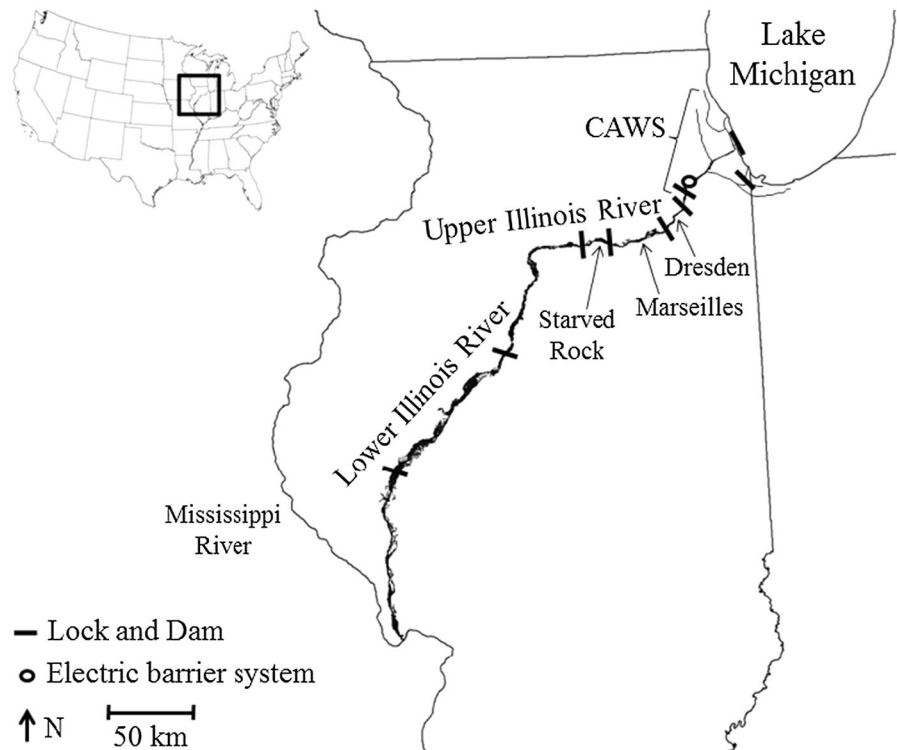 Lake
Michigan
CAWS
Upper Illinois River
Dresden
Marseilles
Starved
Rock
Lower Illinois River
Mississippi
River
Lock and Dam
Electric barrier system
N
50 km